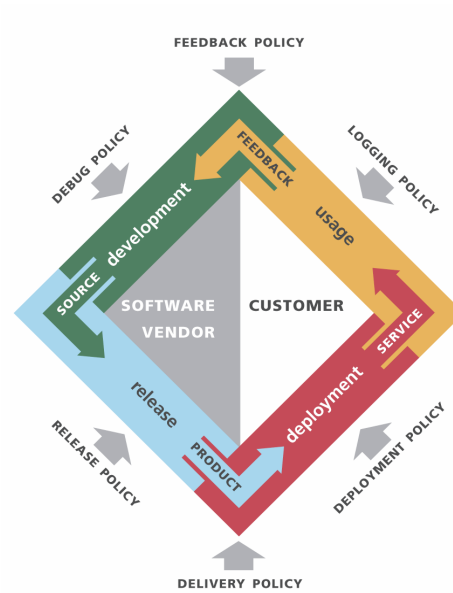 FEEDBACK POLICY
DEBUG POLICY
LOGGING POLICY
FEEDBACK
development
usage
SOURCE
SOFTWARE
VENDOR
CUSTOMER
SERVICE
release
deployment
PRODUCT
RELEASE POLICY
DEPLOYMENT POLICY
DELIVERY POLICY